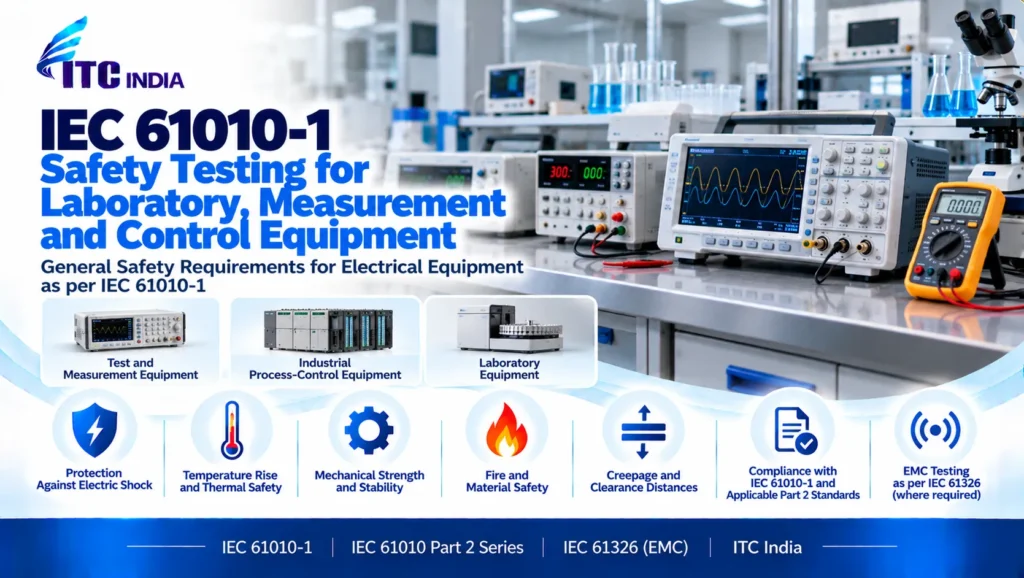 ITC INDIA
IEC 61010-1
Safety Testing for
Laboratory, Measurement
and Control Equipment
General Safety Requirements for Electrical Equipment
as per IEC 61010-1
300.
000.
0.000
Test and
Measurement Equipment
Industrial
Process-Control Equipment
Laboratory
Equipment
Protection
Against Electric Shock
Temperature Rise
and Thermal Safety
Mechanical Strength
and Stability
Fire and
Material Safety
Creepage and
Clearance Distances
Compliance with
IEC 61010-1 and
Applicable Part 2 Standards
EMC Testing
as per IEC 61326
(where required)
IEC 61010-1 | IEC 61010 Part 2 Series | IEC 61326 (EMC) | ITC India